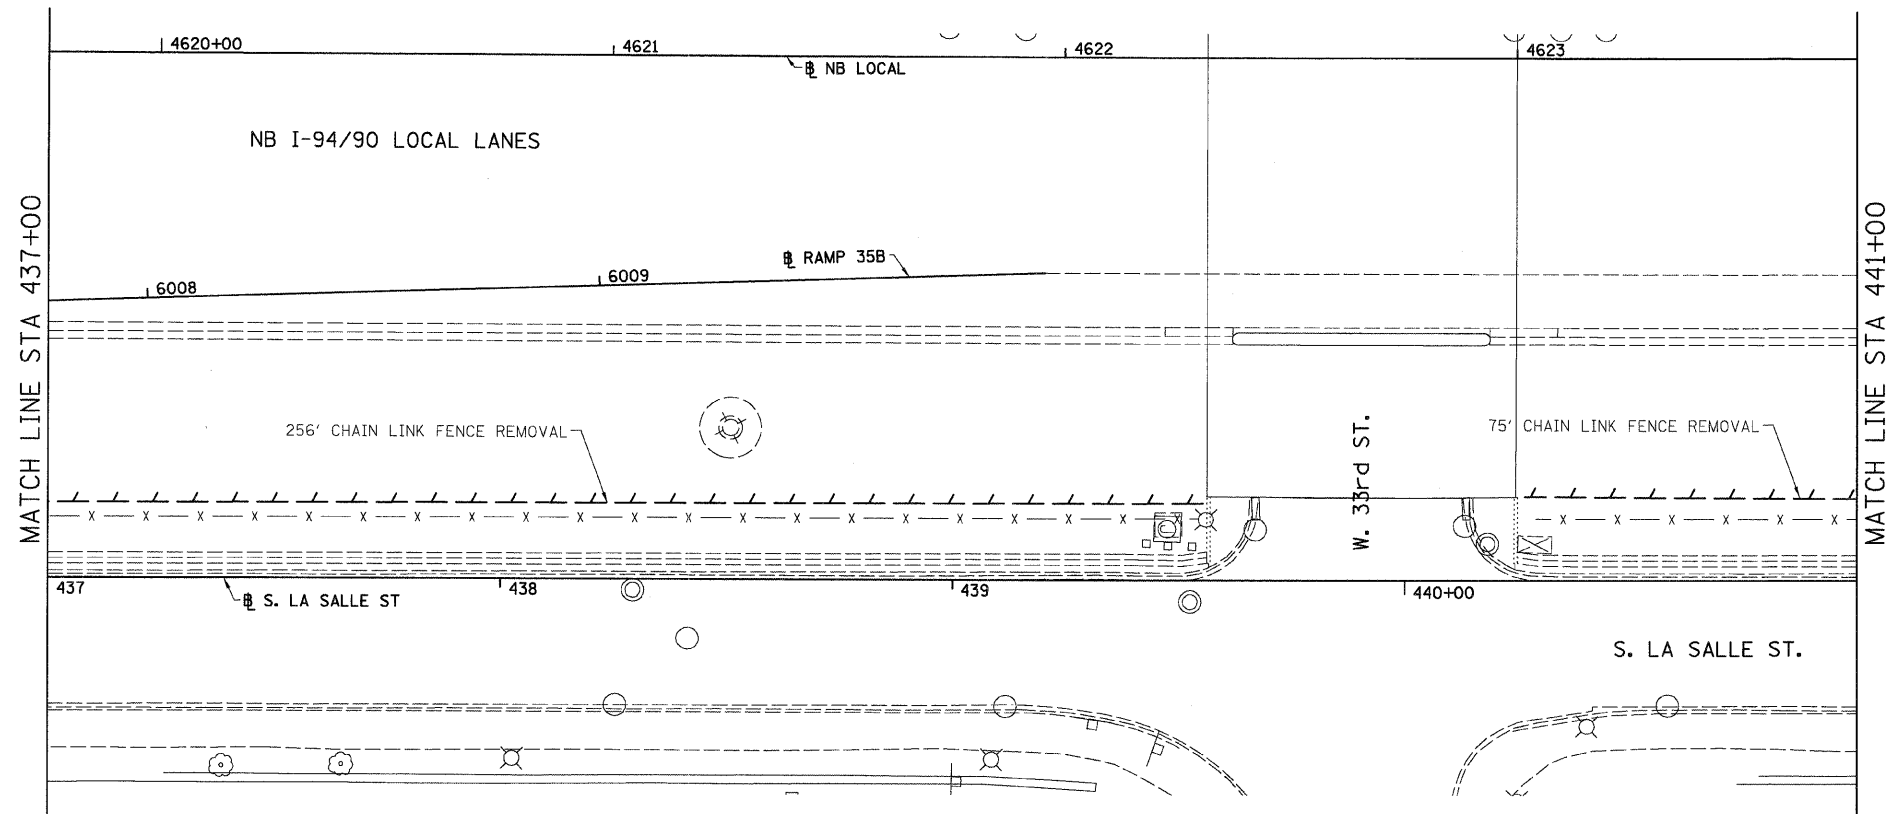 4620+00
4621
4622
4623
℄ NB LOCAL
NB I-94/90 LOCAL LANES
MATCH LINE STA 437+00
MATCH LINE STA 441+00
℄ RAMP 35B
6008
6009
256' CHAIN LINK FENCE REMOVAL
75' CHAIN LINK FENCE REMOVAL
W. 33rd ST.
437
438
439
440+00
℄ S. LA SALLE ST
S. LA SALLE ST.